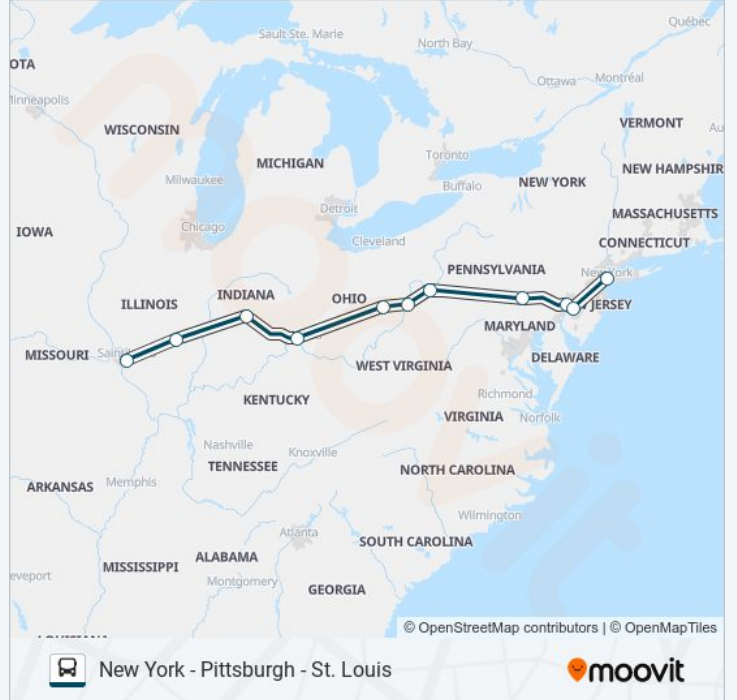 Québec
Sault Ste. Marie
North Bay
OTA
Ottawa
Montréal
Minneapolis
WISCONSIN
VERMONT
Au
Toronto
MICHIGAN
NEW HAMPSHIR
Milwaukee
Buffalo
NEW YORK
Detroit
MASSACHUSETTS
Chicago
IOWA
Cleveland
CONNECTICUT
PENNSYLVANIA
New York
INDIANA
OHIO
ILLINOIS
JERSEY
MARYLAND
MISSOURI
Sain
DELAWARE
WEST VIRGINIA
Richmond
KENTUCKY
VIRGINIA
Norfolk
Nashville
Knoxville
TENNESSEE
NORTH CAROLINA
ARKANSAS
Memphis
Wilmington
Atlanta
SOUTH CAROLINA
ALABAMA
MISSISSIPPI
eveport
Montgomery
GEORGIA
© OpenStreetMap contributors | © OpenMapTiles
LOUISIANA
New York - Pittsburgh - St. Louis
moovit